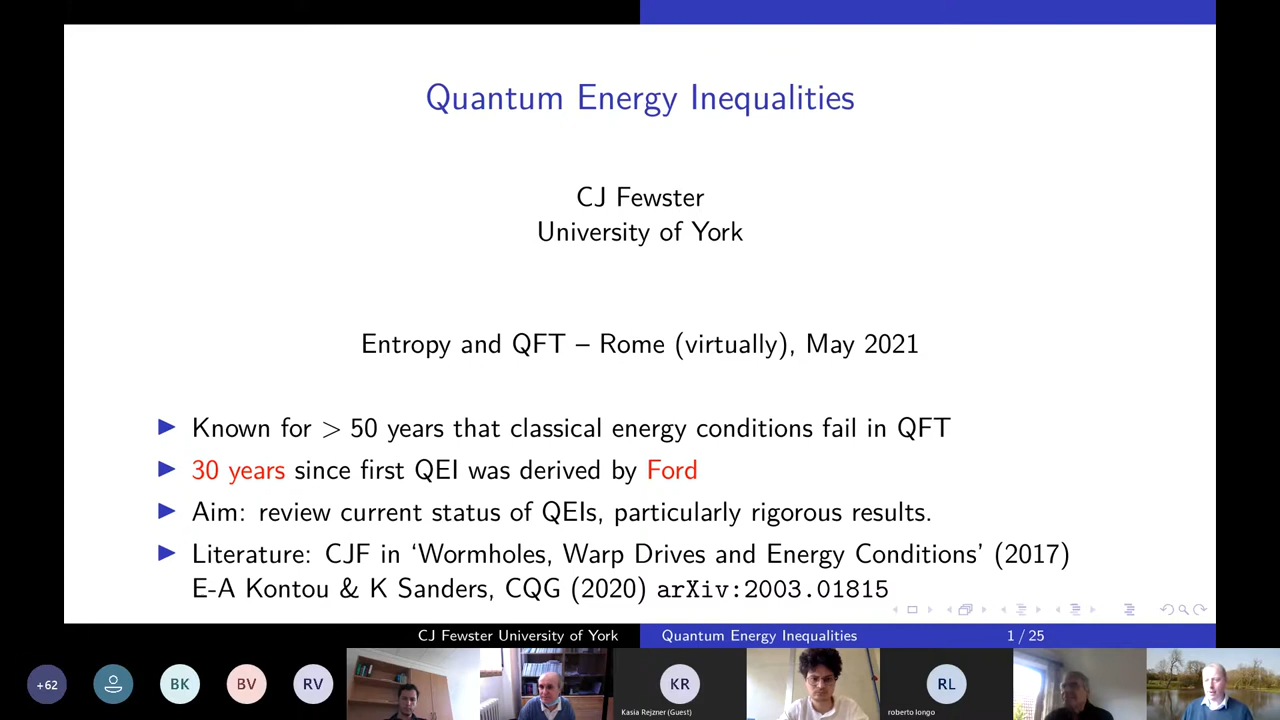 Quantum Energy Inequalities
CJ Fewster
University of York
Entropy and QFT – Rome (virtually), May 2021
Known for > 50 years that classical energy conditions fail in QFT
30 years since first QEI was derived by Ford
Aim: review current status of QEIs, particularly rigorous results.
Literature: CJF in ‘Wormholes, Warp Drives and Energy Conditions’ (2017)
E-A Kontou & K Sanders, CQG (2020) arXiv:2003.01815
CJ Fewster University of York
Quantum Energy Inequalities
1 / 25
+62
BK
BV
RV
KR
Kasia Rejzner (Guest)
RL
roberto longo